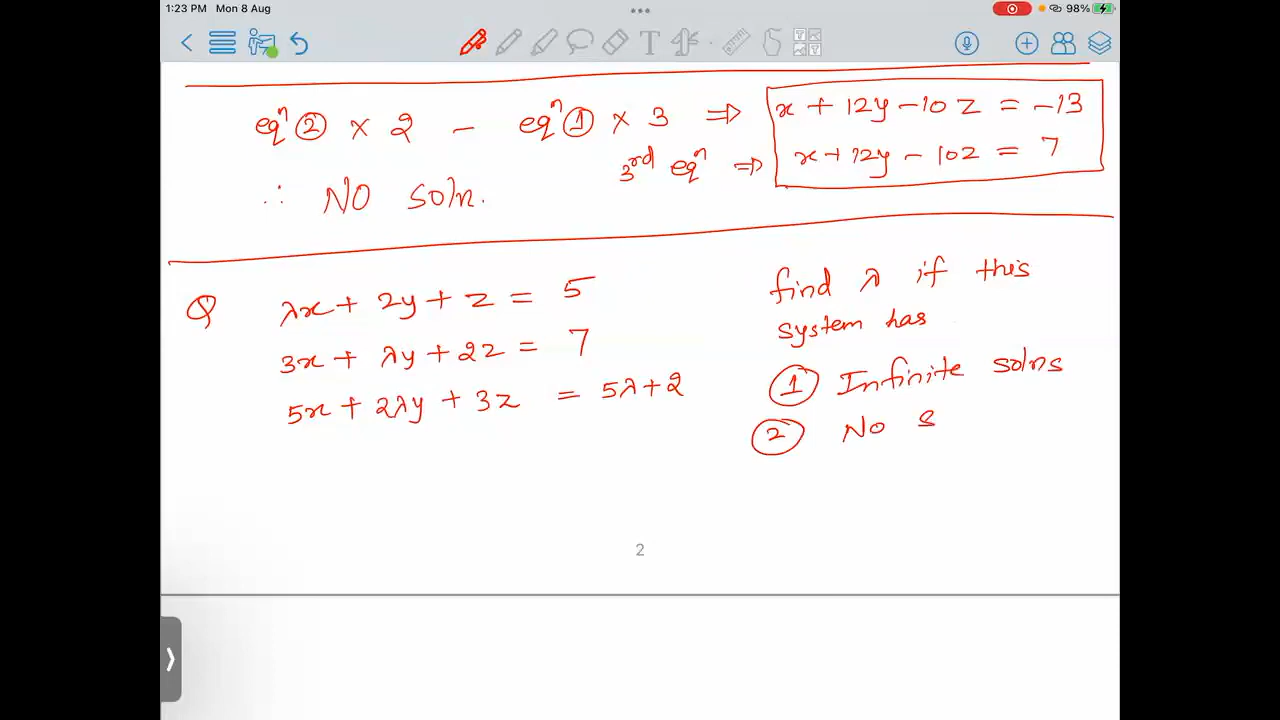 1:23 PM Mon 8 Aug
98%
T
eqⁿ ② × 2 − eqⁿ ① × 3 ⇒ x + 12y − 10z = −13
3rd eqⁿ ⇒ x + 12y − 10z = 7
∴ NO soln.
Q λx + 2y + z = 5
3x + λy + 2z = 7
5x + 2λy + 3z = 5λ + 2
find λ if this
system has
① Infinite solns
② No s
2